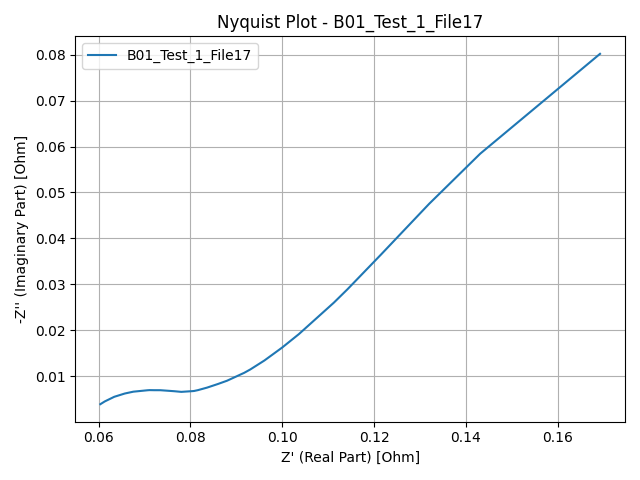 Nyquist Plot - B01_Test_1_File17
B01_Test_1_File17
-Z'' (Imaginary Part) [Ohm]
0.08
0.07
0.06
0.05
0.04
0.03
0.02
0.01
0.06 0.08 0.10 0.12 0.14 0.16
Z' (Real Part) [Ohm]